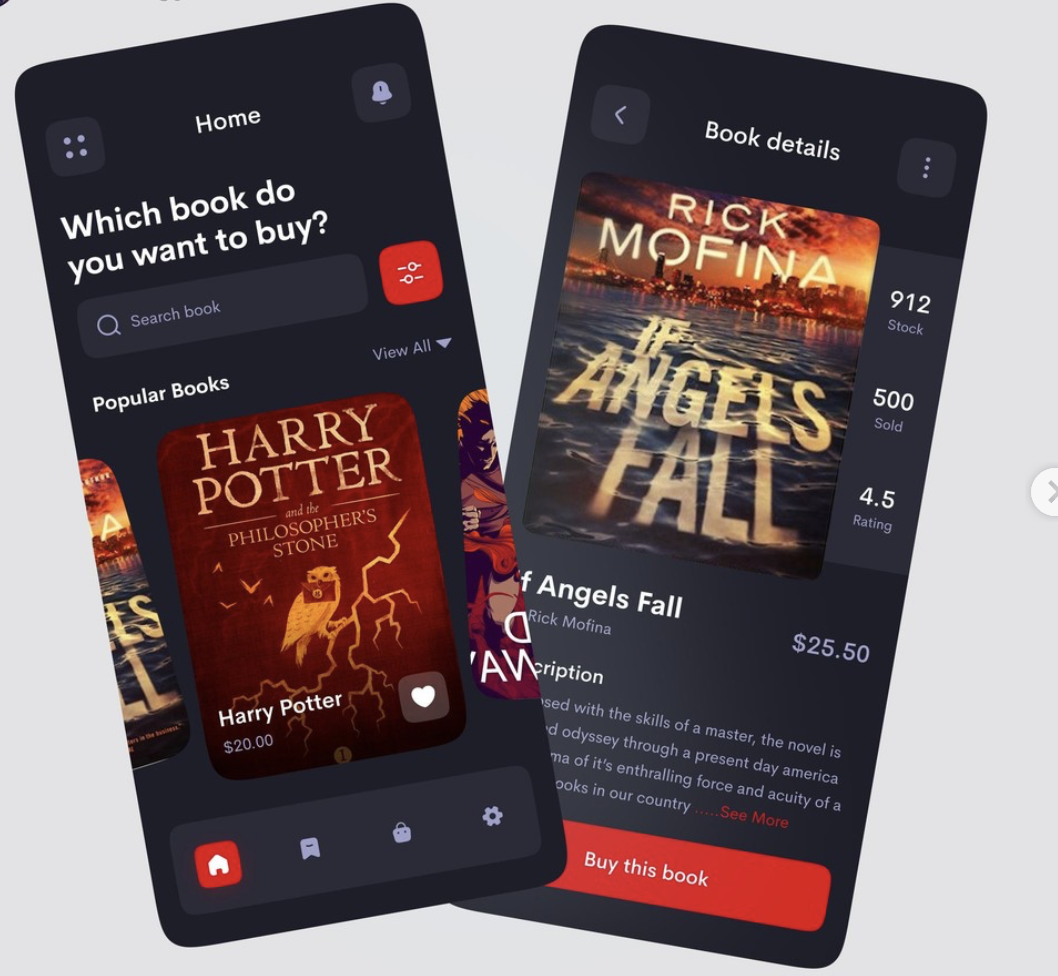 Home
Which book do
you want to buy?
Search book
View All
Popular Books
HARRY
POTTER
and the
PHILOSOPHER'S
STONE
Harry Potter
$20.00
1
Book details
RICK
MOFINA
IF
ANGELS
FALL
912
Stock
500
Sold
4.5
Rating
f Angels Fall
Rick Mofina
$25.50
cription
sed with the skills of a master, the novel is
d odyssey through a present day america
ma of it's enthralling force and acuity of a
ooks in our country .....See More
Buy this book